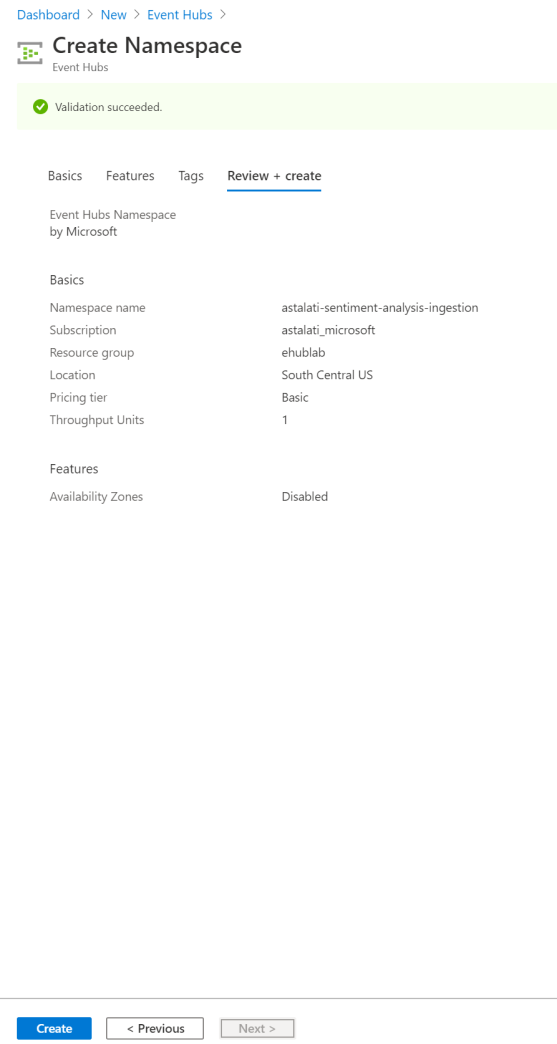 Dashboard > New > Event Hubs >
Create Namespace
Event Hubs
Validation succeeded.
Basics Features Tags Review + create
Event Hubs Namespace
by Microsoft
Basics
Namespace name astalati-sentiment-analysis-ingestion
Subscription astalati_microsoft
Resource group ehublab
Location South Central US
Pricing tier Basic
Throughput Units 1
Features
Availability Zones Disabled
Create < Previous Next >